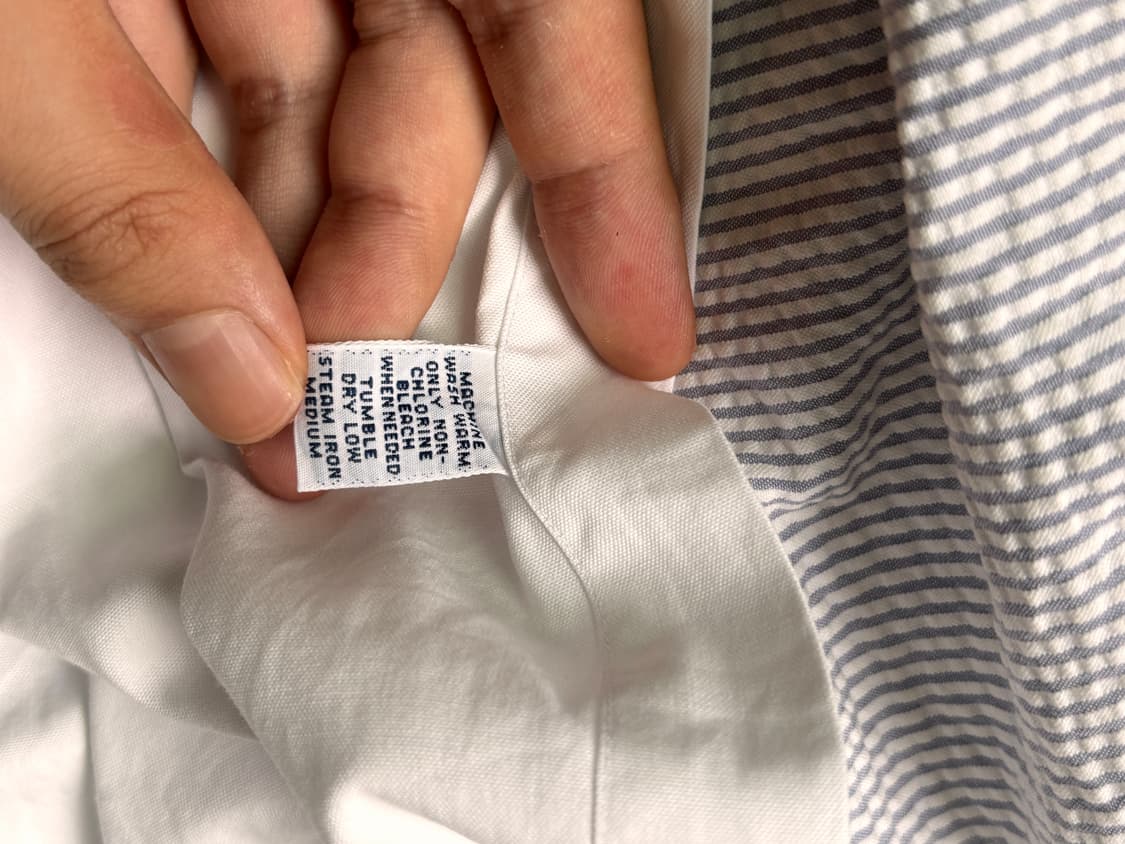 MACHINE
WASH WARM
ONLY NON-
CHLORINE
BLEACH
WHEN NEEDED
TUMBLE
DRY LOW
STEAM IRON
MEDIUM